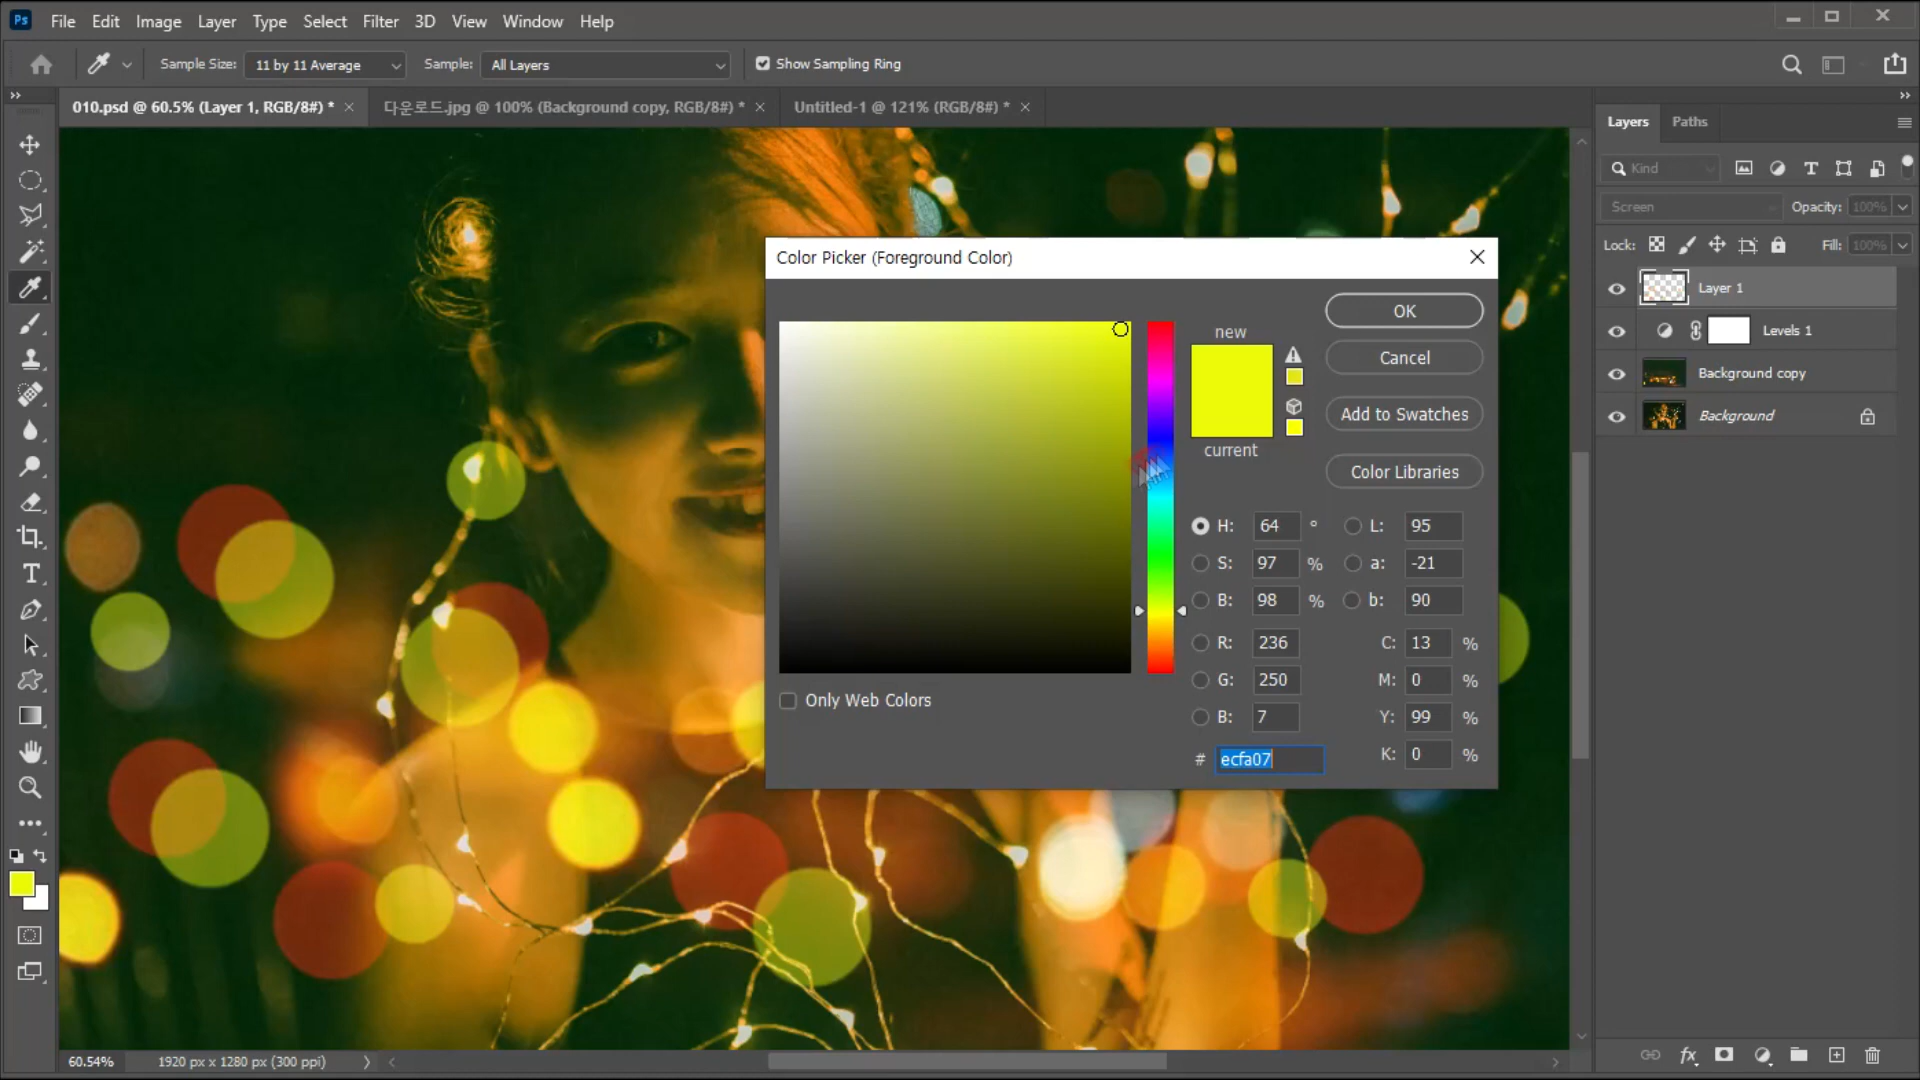 Ps File Edit Image Layer Type Select Filter 3D View Window Help
Sample Size: 11 by 11 Average Sample: All Layers Show Sampling Ring
010.psd @ 60.5% (Layer 1, RGB/8#) * 다운로드.jpg @ 100% (Background copy, RGB/8#) * Untitled-1 @ 121% (RGB/8#) *
Layers Paths
Kind
Screen Opacity: 100%
Lock: Fill: 100%
Layer 1
Levels 1
Background copy
Background
Color Picker (Foreground Color)
new
current
OK
Cancel
Add to Swatches
Color Libraries
H: 64 ° L: 95
S: 97 % a: -21
B: 98 % b: 90
R: 236 C: 13 %
G: 250 M: 0 %
B: 7 Y: 99 %
# ecfa07 K: 0 %
Only Web Colors
60.54% 1920 px x 1280 px (300 ppi)
fx